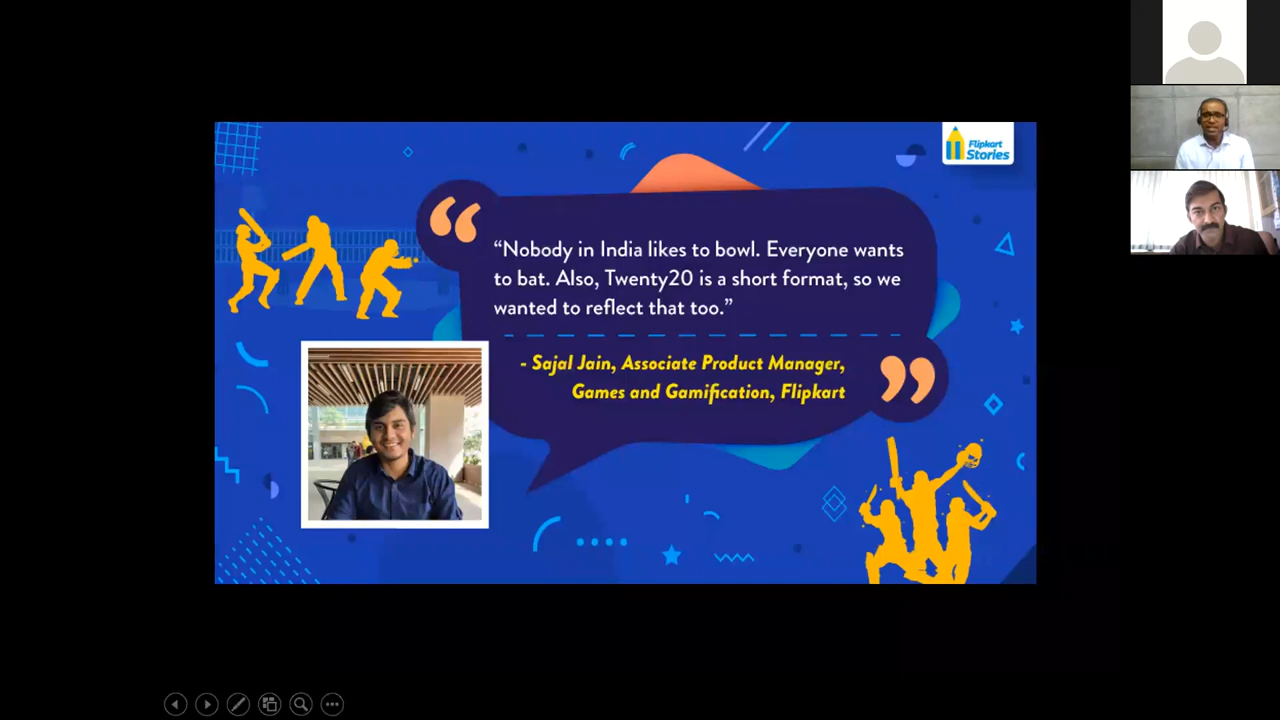 Flipkart
Stories
“Nobody in India likes to bowl. Everyone wants
to bat. Also, Twenty20 is a short format, so we
wanted to reflect that too.”
- Sajal Jain, Associate Product Manager,
Games and Gamification, Flipkart